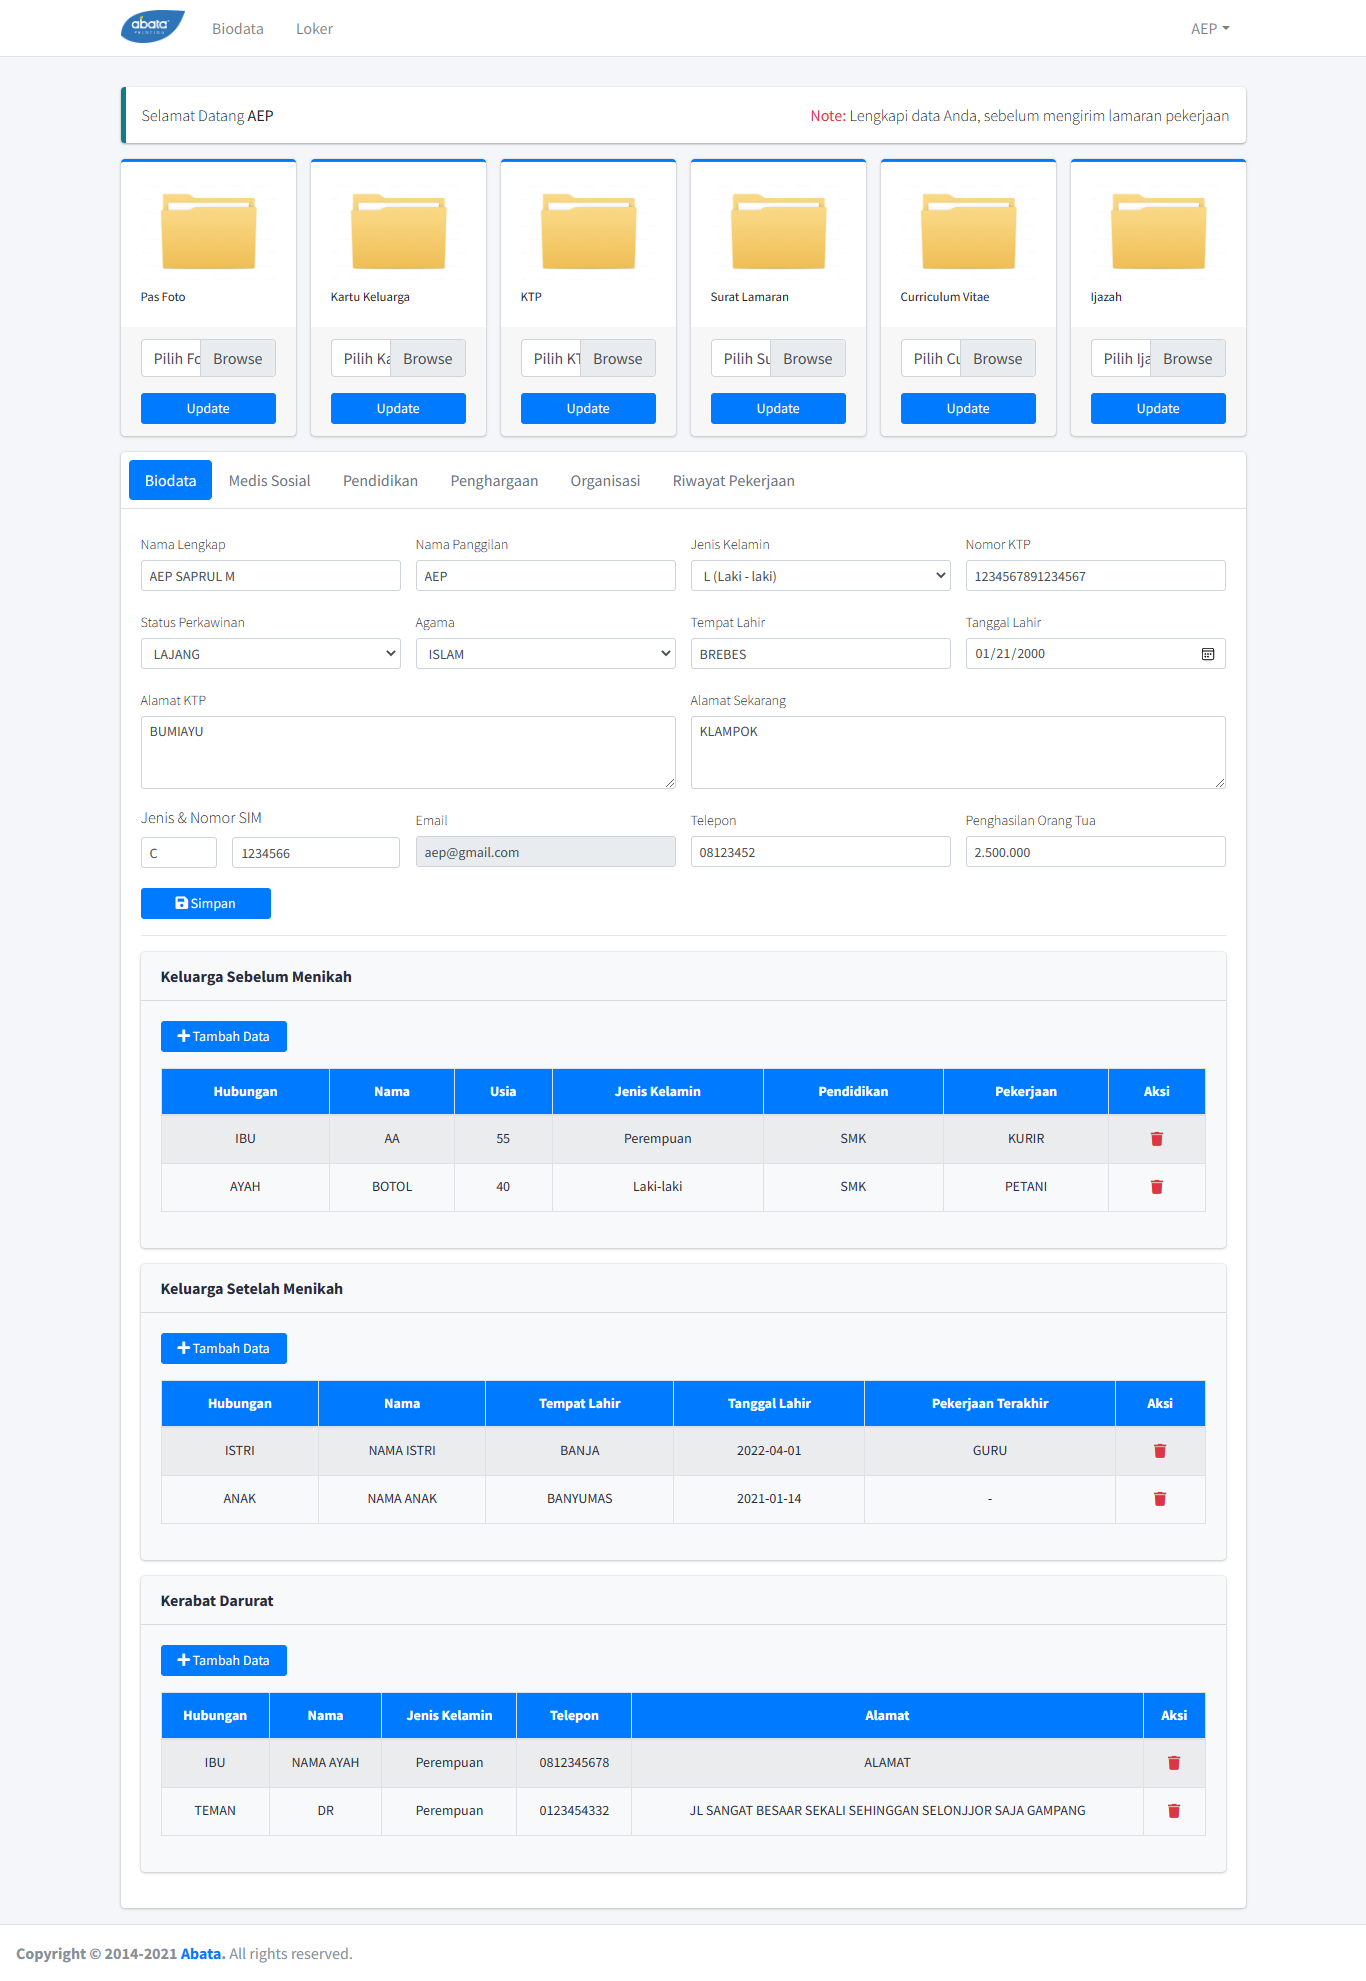 abata
PRINTING
Biodata Loker AEP
Selamat Datang AEP Note: Lengkapi data Anda, sebelum mengirim lamaran pekerjaan
Pas Foto Kartu Keluarga KTP Surat Lamaran Curriculum Vitae Ijazah
Pilih Fo Browse Pilih Ka Browse Pilih KT Browse Pilih Su Browse Pilih Cu Browse Pilih Ija Browse
Update Update Update Update Update Update
Biodata Medis Sosial Pendidikan Penghargaan Organisasi Riwayat Pekerjaan
Nama Lengkap Nama Panggilan Jenis Kelamin Nomor KTP
AEP SAPRUL M AEP L (Laki - laki) 1234567891234567
Status Perkawinan Agama Tempat Lahir Tanggal Lahir
LAJANG ISLAM BREBES 01/21/2000
Alamat KTP Alamat Sekarang
BUMIAYU KLAMPOK
Jenis & Nomor SIM Email Telepon Penghasilan Orang Tua
C 1234566 aep@gmail.com 08123452 2.500.000
Simpan
Keluarga Sebelum Menikah
Tambah Data
Hubungan Nama Usia Jenis Kelamin Pendidikan Pekerjaan Aksi
IBU AA 55 Perempuan SMK KURIR
AYAH BOTOL 40 Laki-laki SMK PETANI
Keluarga Setelah Menikah
Tambah Data
Hubungan Nama Tempat Lahir Tanggal Lahir Pekerjaan Terakhir Aksi
ISTRI NAMA ISTRI BANJA 2022-04-01 GURU
ANAK NAMA ANAK BANYUMAS 2021-01-14 -
Kerabat Darurat
Tambah Data
Hubungan Nama Jenis Kelamin Telepon Alamat Aksi
IBU NAMA AYAH Perempuan 0812345678 ALAMAT
TEMAN DR Perempuan 0123454332 JL SANGAT BESAAR SEKALI SEHINGGAN SELONJJOR SAJA GAMPANG
Copyright © 2014-2021 Abata. All rights reserved.